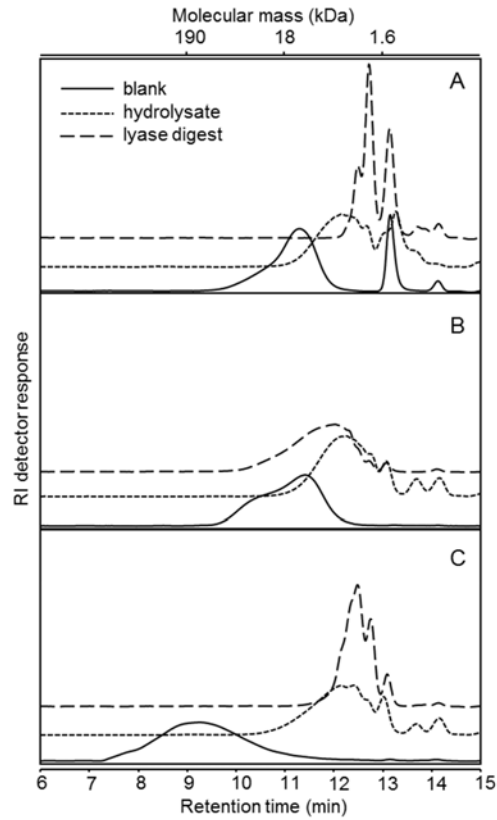 Molecular mass (kDa)
190 18 1.6
A
blank
hydrolysate
lyase digest
B
C
RI detector response
6 7 8 9 10 11 12 13 14 15
Retention time (min)